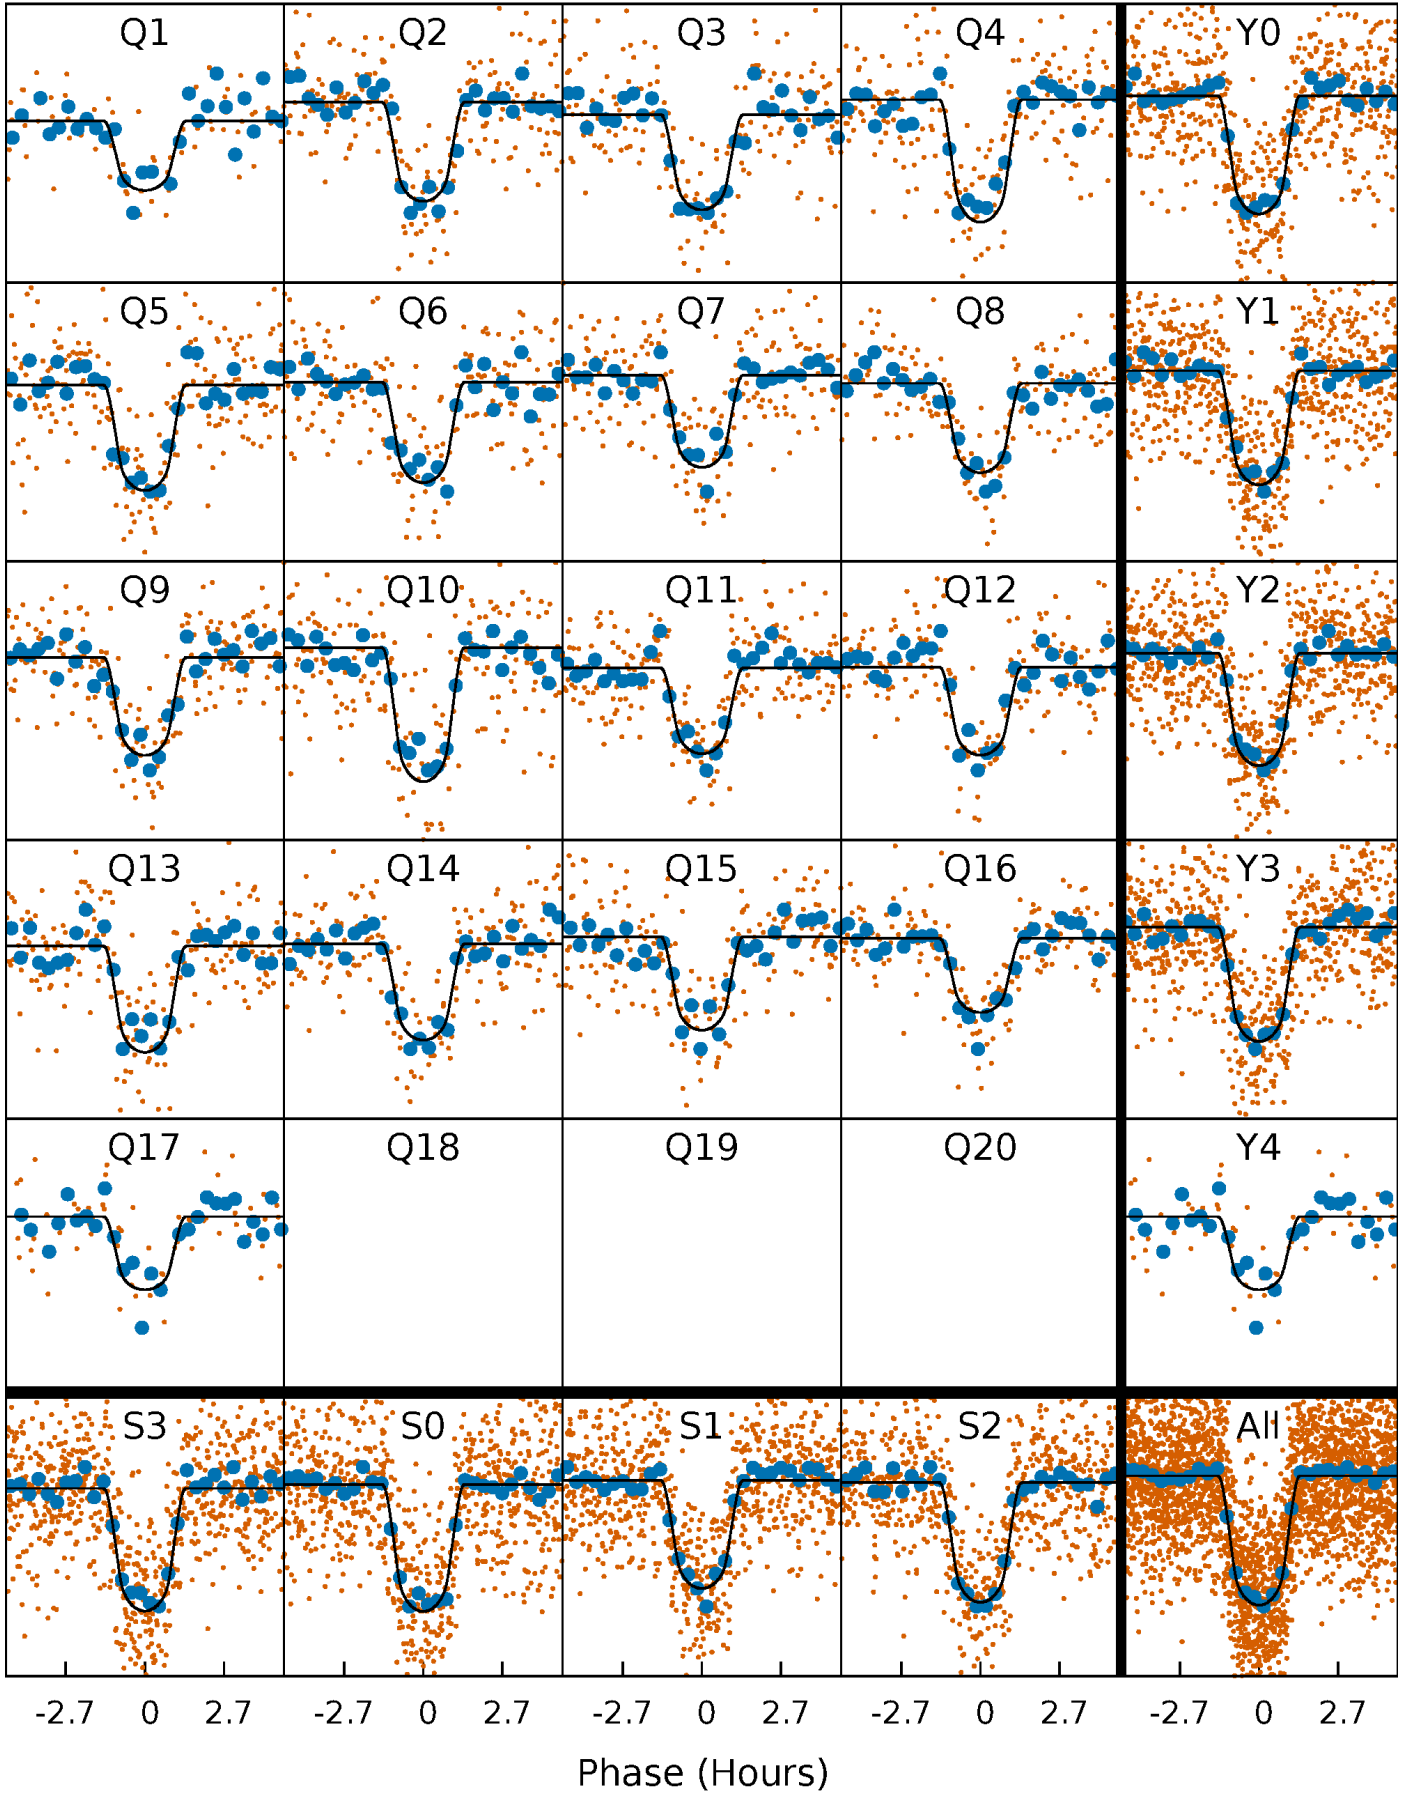 Q1 Q2 Q3 Q4 Y0
Q5 Q6 Q7 Q8 Y1
Q9 Q10 Q11 Q12 Y2
Q13 Q14 Q15 Q16 Y3
Q17 Q18 Q19 Q20 Y4
S3 S0 S1 S2 All
-2.7 0 2.7 -2.7 0 2.7 -2.7 0 2.7 -2.7 0 2.7 -2.7 0 2.7
Phase (Hours)